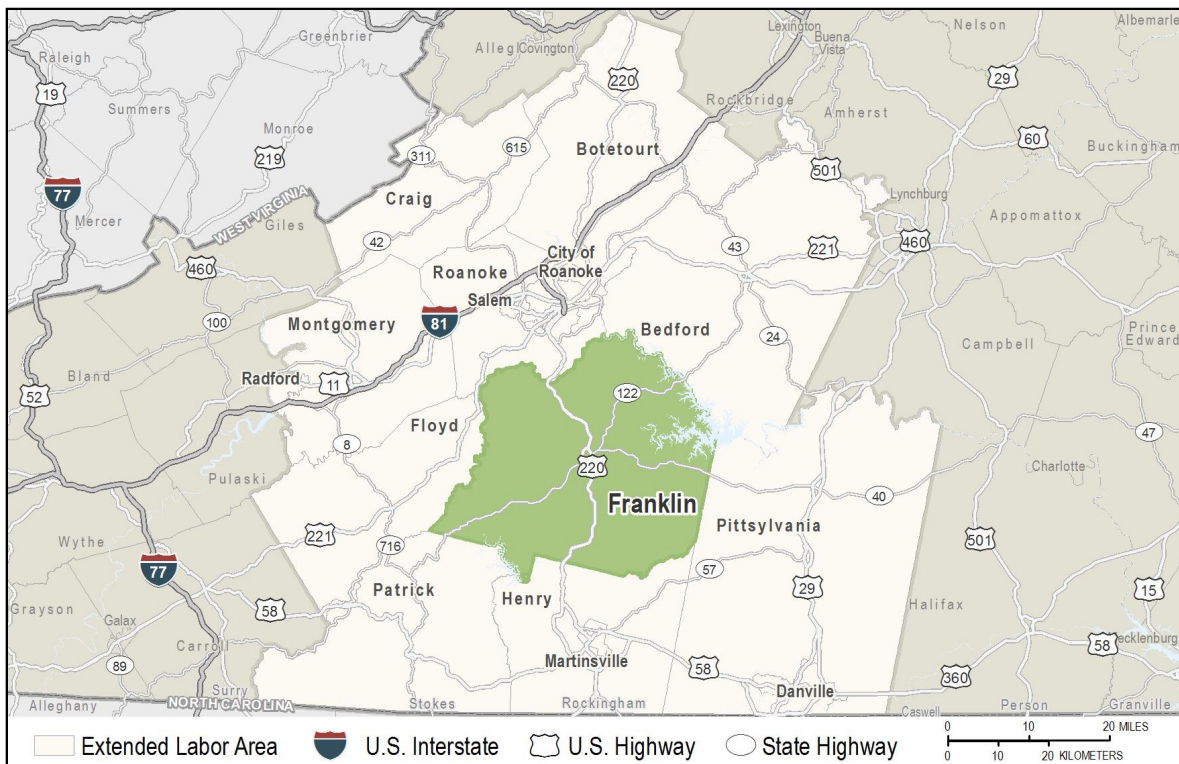 Nelson
Albemarle
Greenbrier
Lexington
Buena
Vista
Allegl
Covington
Raleigh
220
29
19
Rockbridge
Summers
Amherst
Monroe
60
Buckingham
615
219
Botetourt
311
501
77
Craig
Lynchburg
WEST VIRGINIA
Mercer
Appomattox
Giles
42
43
221
460
City of
Roanoke
460
Roanoke
Salem
100
Montgomery
81
Bedford
Prince
Edward
24
Campbell
Bland
Radford
11
122
52
Floyd
8
47
Pulaski
220
Charlotte
Franklin
40
Pittsylvania
221
501
Wythe
716
57
77
Patrick
29
15
Henry
Grayson
58
Halifax
Galax
Carroll
ecklenburg
58
Martinsville
58
89
360
Surry
Danville
NORTH CAROLINA
Alleghany
Stokes
Rockingham
Caswell
Person
Granville
Extended Labor Area
U.S. Interstate
U.S. Highway
State Highway
0 10 20 MILES
0 10 20 KILOMETERS